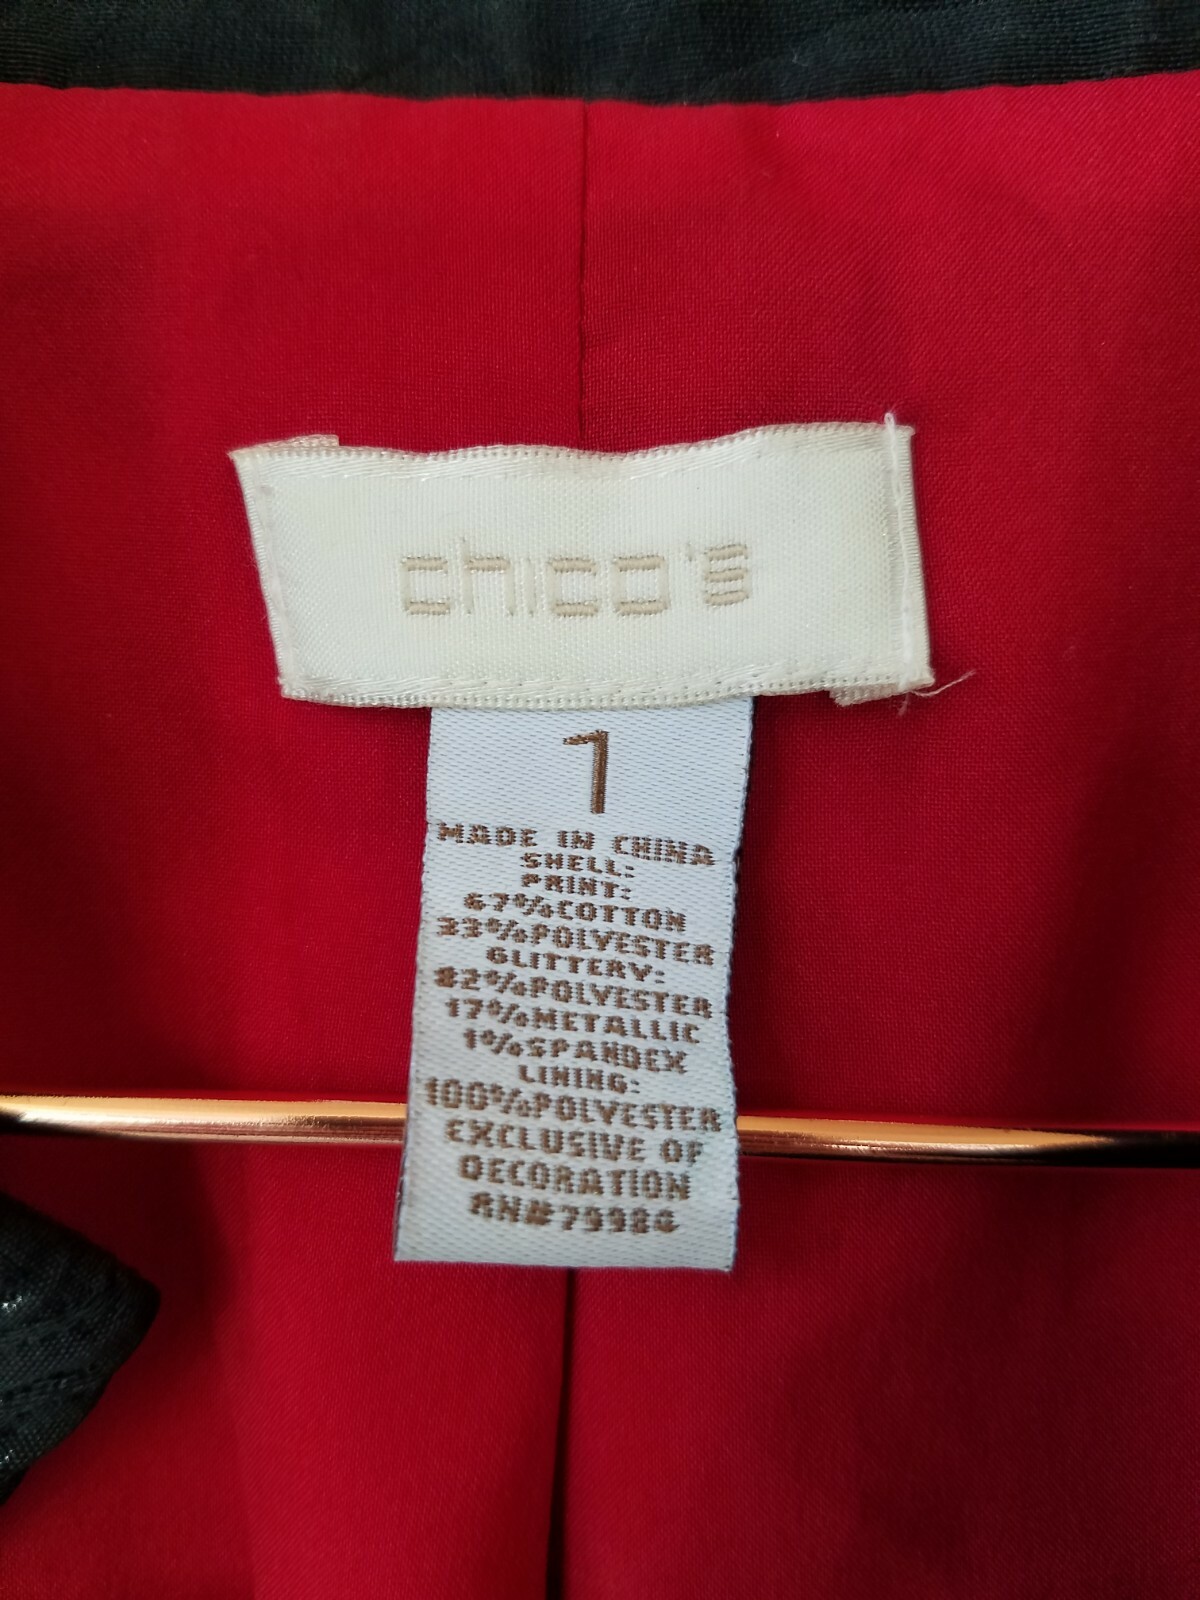 chico's
1
MADE IN CHINA
SHELL:
PRINT:
67%COTTON
33%POLYESTER
GLITTERY:
82%POLYESTER
17%METALLIC
1%SPANDEX
LINING:
100%POLYESTER
EXCLUSIVE OF
DECORATION
RN#79984